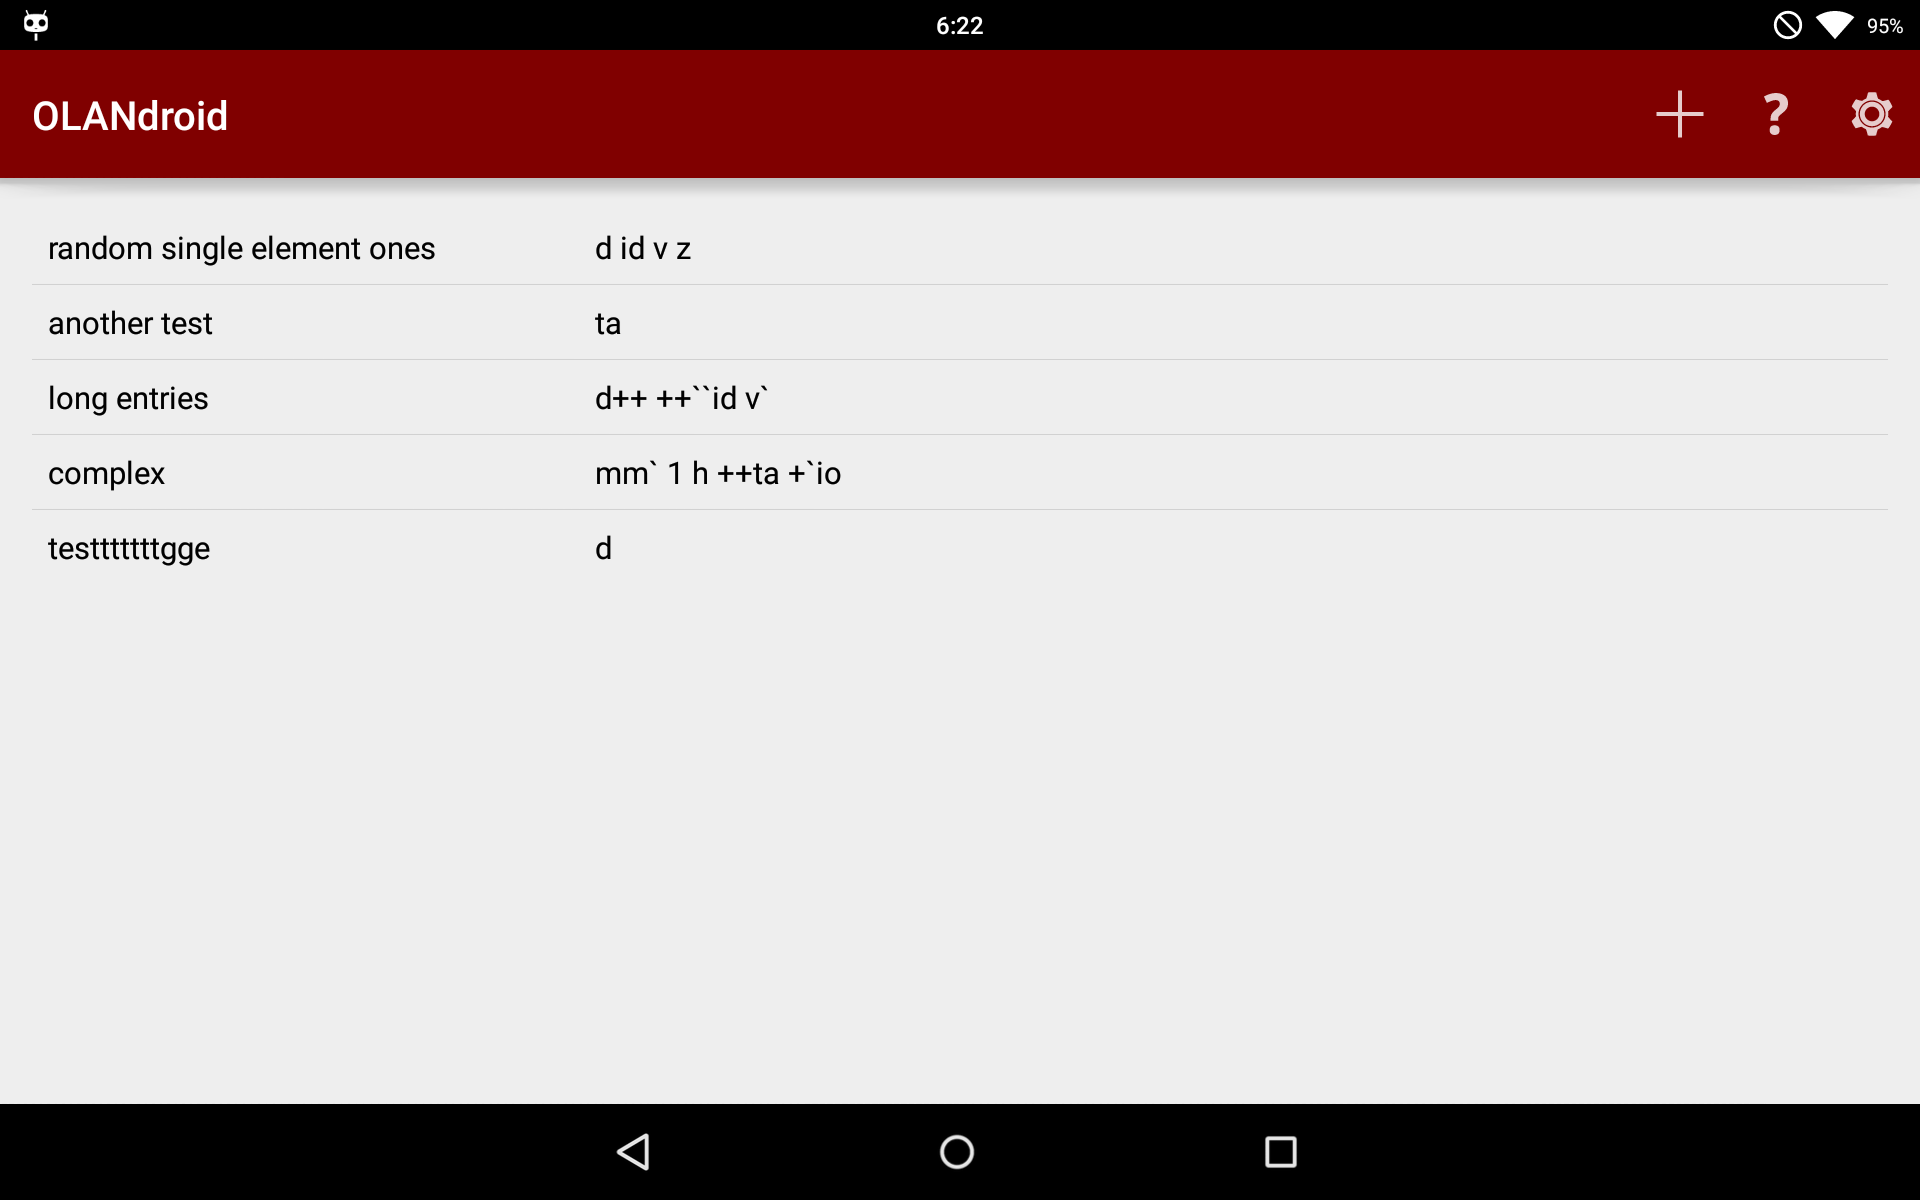 6:22
95%
OLANdroid
?
random single element ones d id v z
another test ta
long entries d++ ++``id v`
complex mm` 1 h ++ta +`io
testttttttgge d